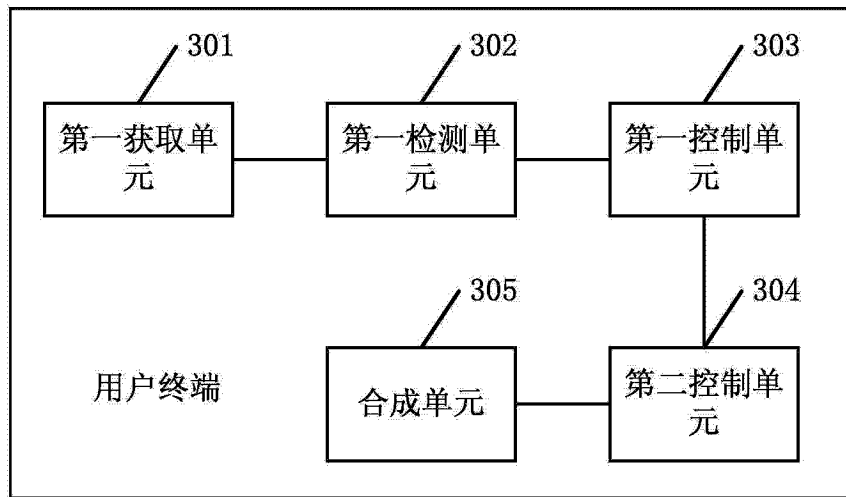 301
302
303
第一获取单
元
第一检测单
元
第一控制单
元
305
304
用户终端
合成单元
第二控制单
元